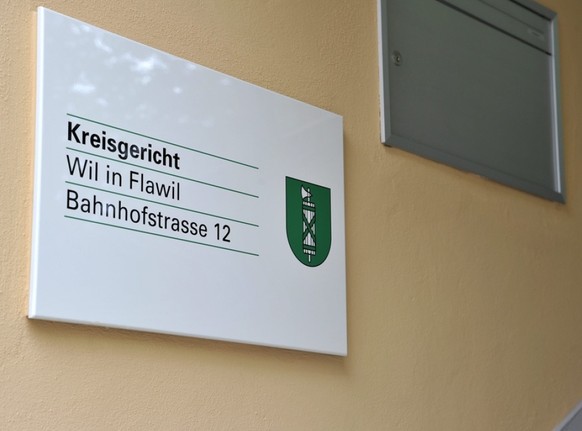 Kreisgericht
Wil in Flawil
Bahnhofstrasse 12